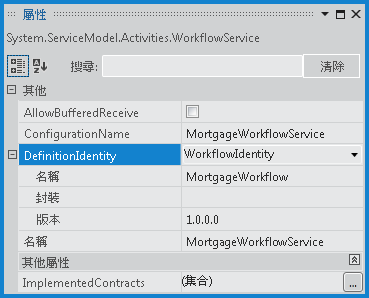 屬性
System.ServiceModel.Activities.WorkflowService
搜尋: 清除
其他
AllowBufferedReceive
ConfigurationName MortgageWorkflowService
DefinitionIdentity WorkflowIdentity
名稱 MortgageWorkflow
封裝
版本 1.0.0.0
名稱 MortgageWorkflowService
其他屬性
ImplementedContracts (集合) ...